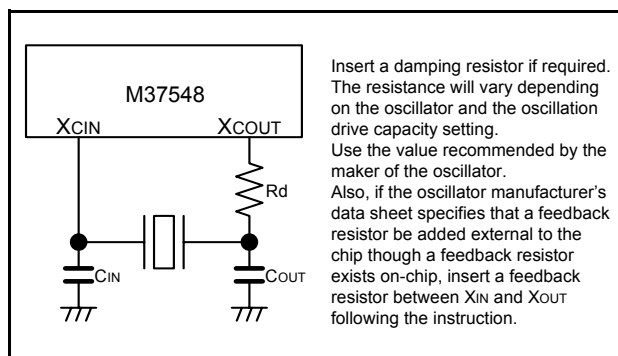 M37548
XCIN
XCOUT
Rd
CIN
COUT
Insert a damping resistor if required.
The resistance will vary depending
on the oscillator and the oscillation
drive capacity setting.
Use the value recommended by the
maker of the oscillator.
Also, if the oscillator manufacturer's
data sheet specifies that a feedback
resistor be added external to the
chip though a feedback resistor
exists on-chip, insert a feedback
resistor between XIN and XOUT
following the instruction.